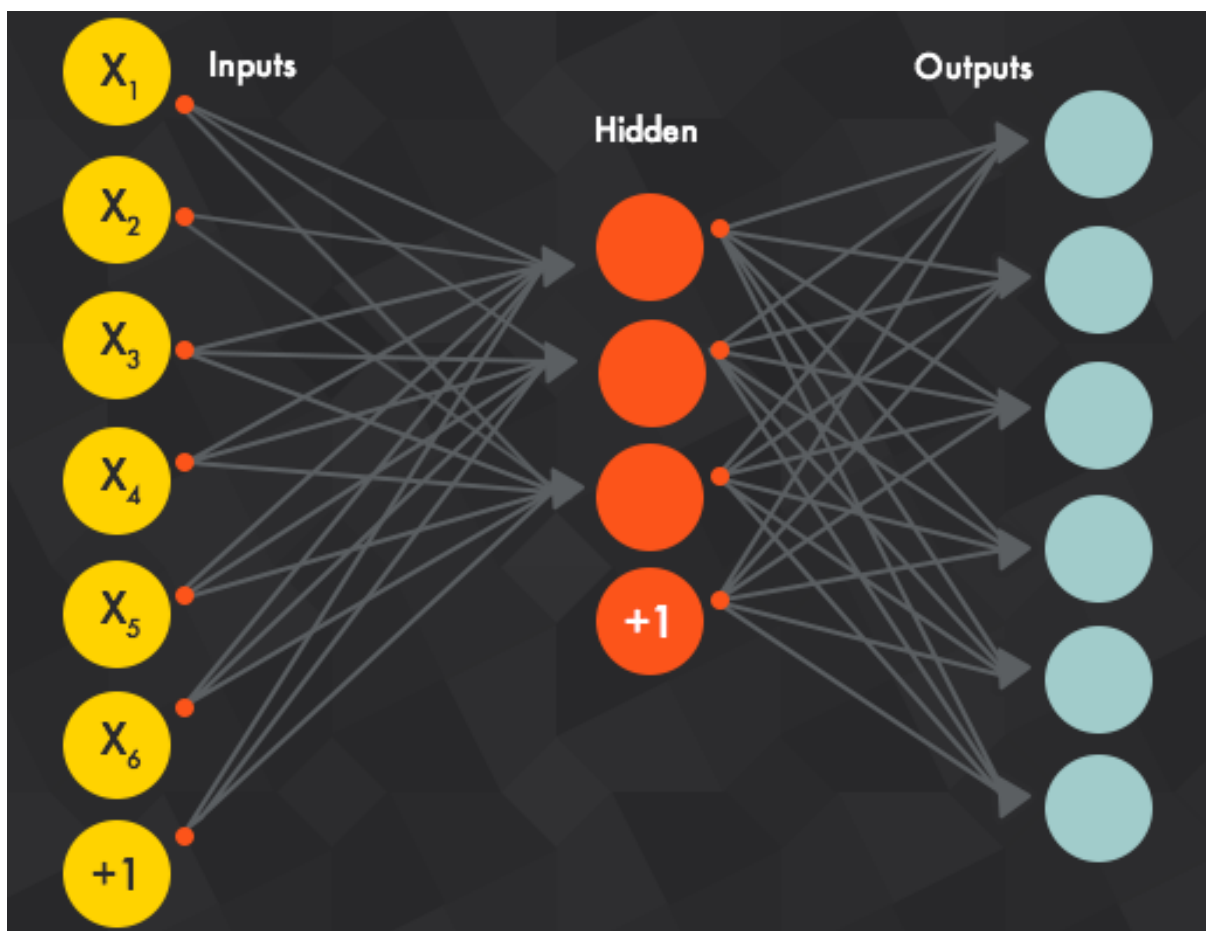 Inputs
Hidden
Outputs
X₁
X₂
X₃
X₄
X₅
X₆
+1
+1